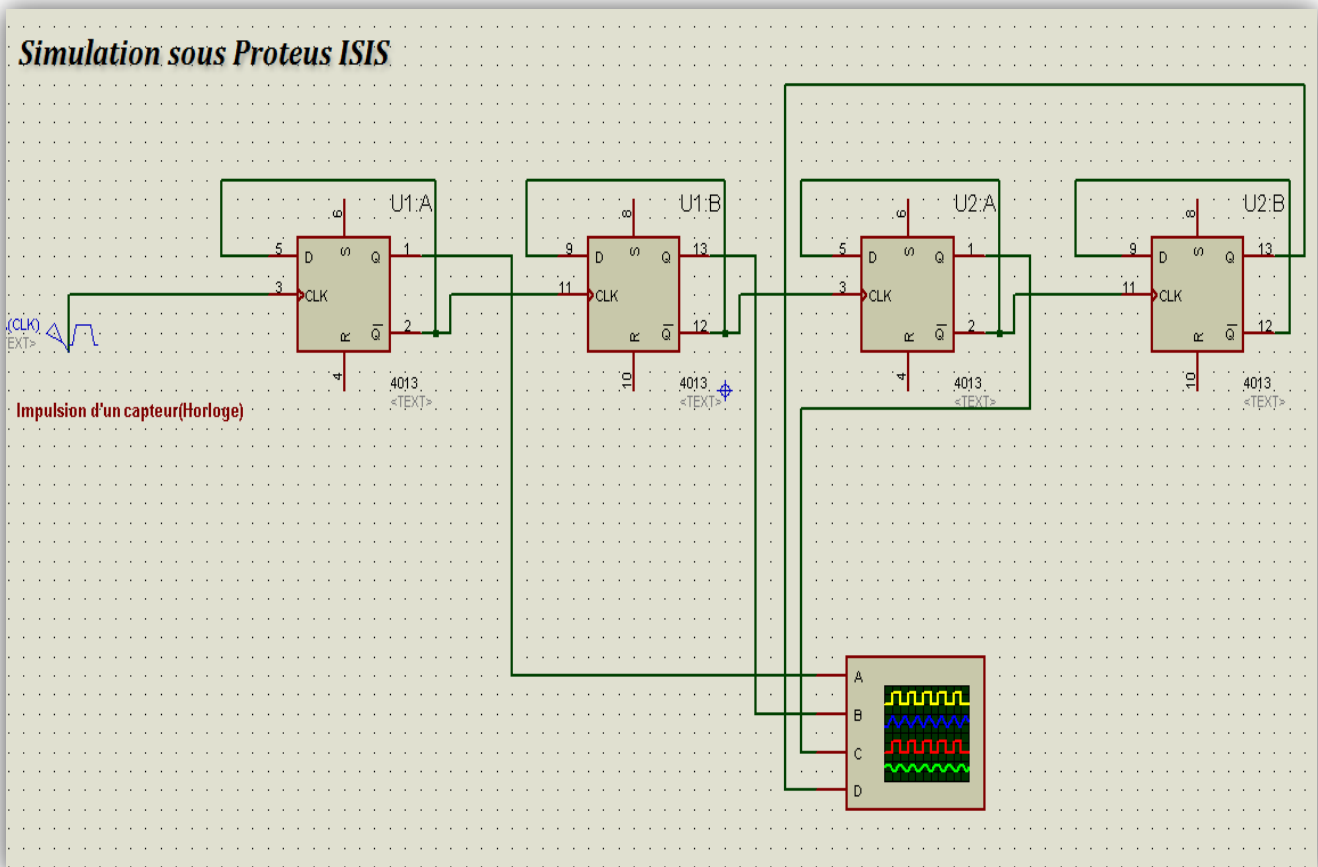 Simulation sous Proteus ISIS
U1:A
U1:B
U2:A
U2:B
6
8
6
8
5
D
S
Q
1
9
D
S
Q
13
5
D
S
Q
1
9
D
S
Q
13
3
CLK
11
CLK
3
CLK
11
CLK
(CLK)
EXT>
R
Q
2
R
Q
12
R
Q
2
R
Q
12
4
10
4
10
4013
4013
4013
4013
<TEXT>
<TEXT>
<TEXT>
<TEXT>
Impulsion d'un capteur(Horloge)
A
B
C
D